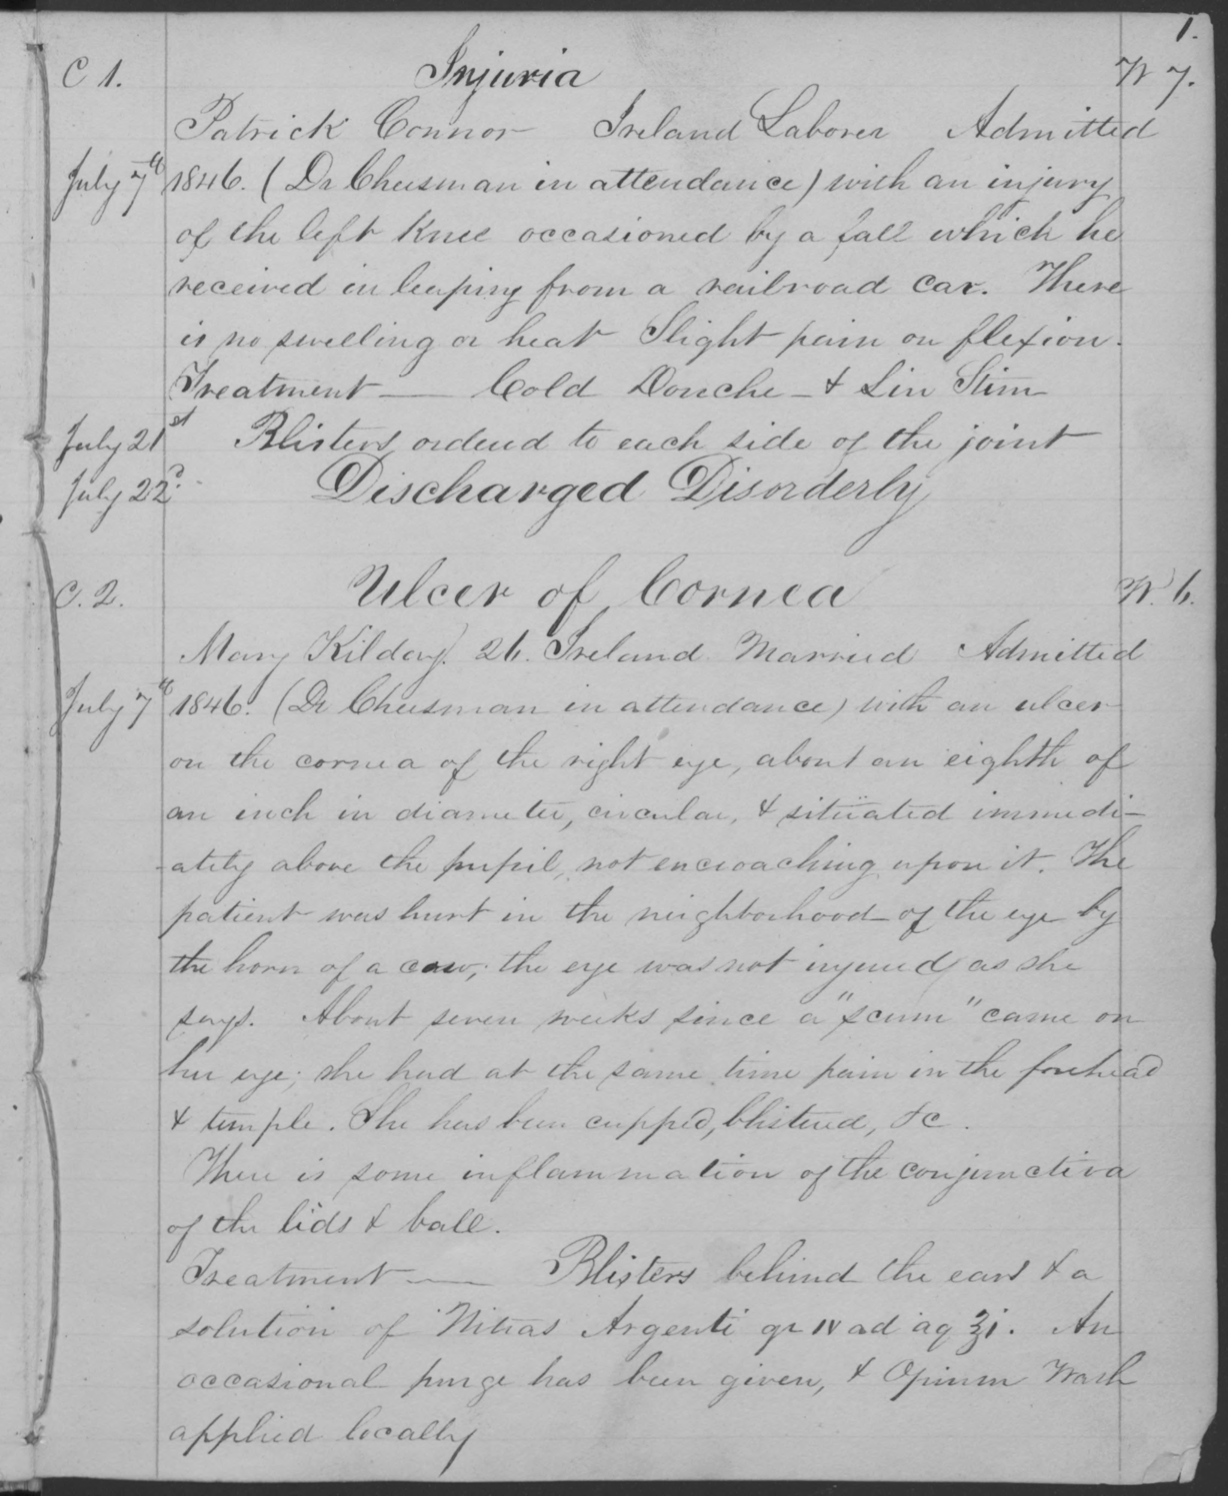 1.
C 1. Injuria W 7.
Patrick Connor Ireland Laborer Admitted
July 7th 1846. (Dr Cheesman in attendance) with an injury
of the left Knee occasioned by a fall which he
received in leaping from a railroad car. There
is no swelling or heat Slight pain on flexion.
Treatment — Cold Douche — & Lin Stim
July 21st Blisters ordered to each side of the joint
July 22d. Discharged Disorderly
C. 2. Ulcer of Cornea W. 6.
Mary Kilday. 26. Ireland Married Admitted
July 7th 1846. (Dr Cheesman in attendance) with an ulcer
on the cornea of the right eye, about an eighth of
an inch in diameter, circular, & sitüated immedi-
-ately above the pupil, not encroaching upon it. The
patient was hurt in the neighborhood of the eye by
the horn of a cow; the eye was not injured, as she
says. About seven weeks since a "scum" came on
her eye; she had at the same time pain in the forehead
& temple. She has been cupped, blistered, &c.
There is some inflammation of the conjunctiva
of the lids & ball.
Treatment — Blisters behind the ears & a
solution of Nitras Argenti gr IV ad aq ℥i. An
occasional purge has been given, & Opium Wash
applied locally